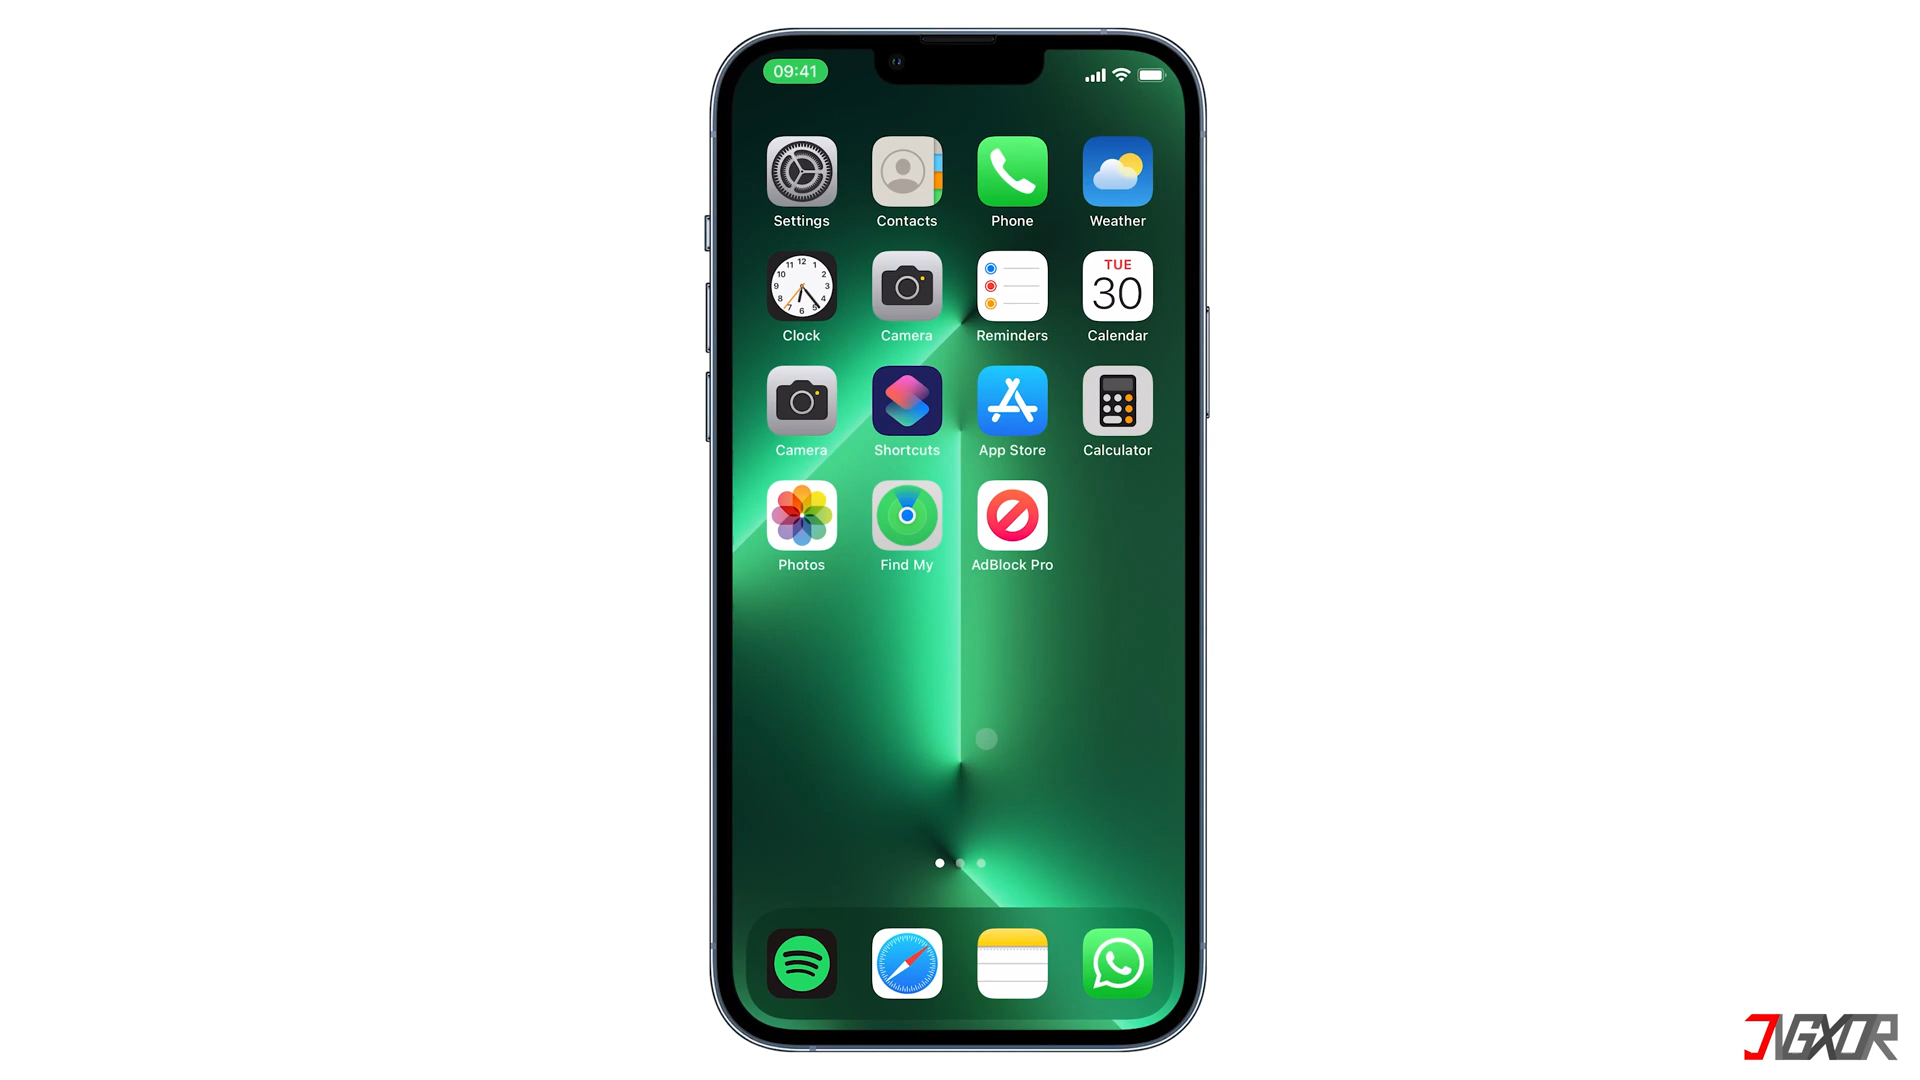 09:41
Settings Contacts Phone Weather
TUE
30
Clock Camera Reminders Calendar
Camera Shortcuts App Store Calculator
Photos Find My AdBlock Pro
JVGXOR